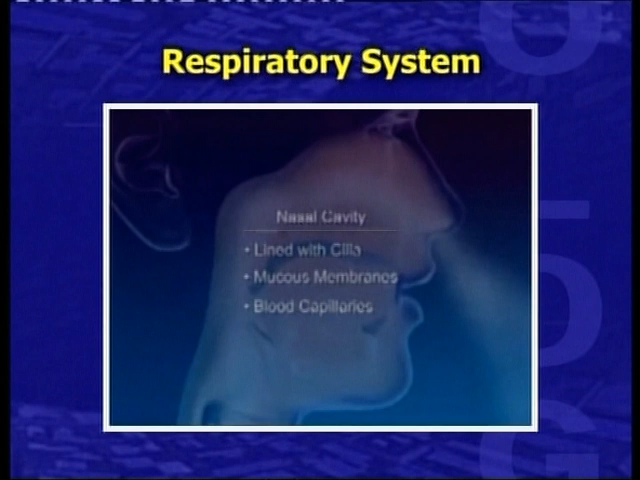 Respiratory System
Nasal Cavity
• Lined with Cilia
• Mucous Membranes
• Blood Capillaries